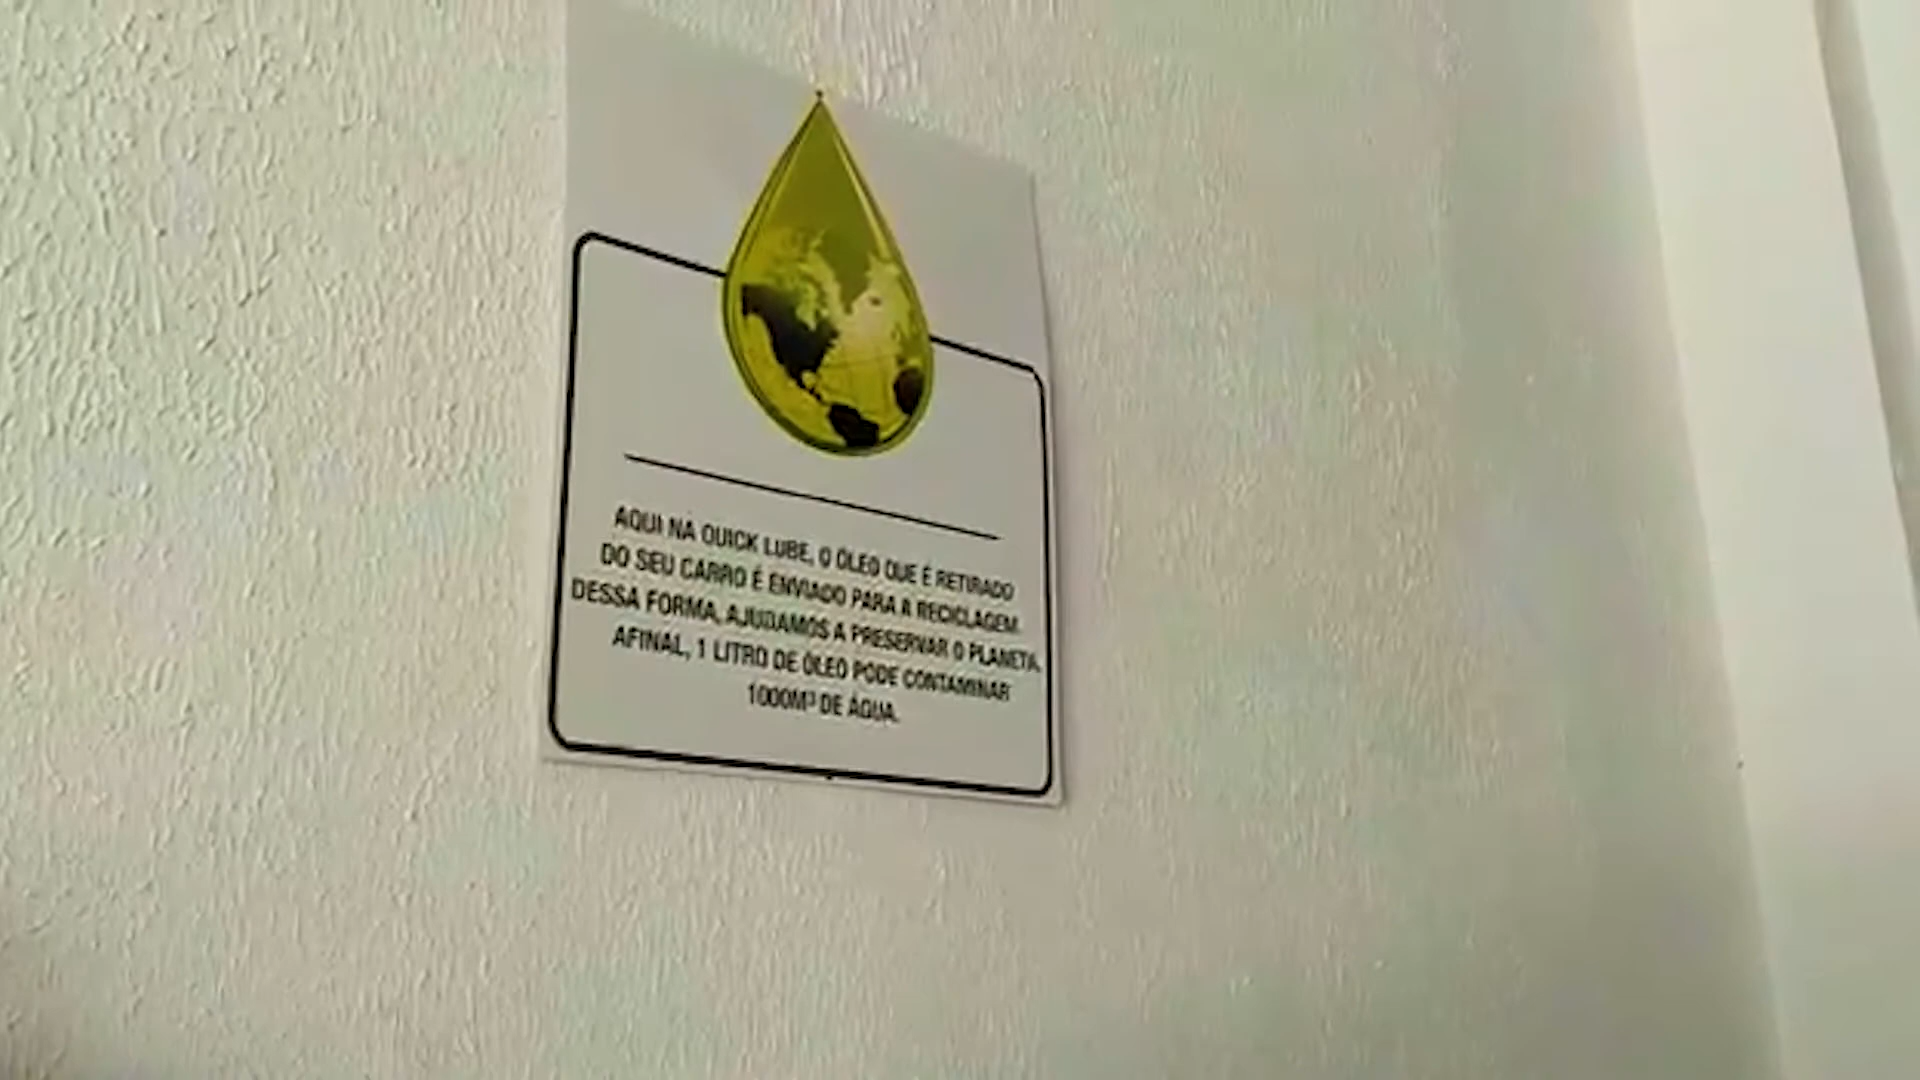 AQUI NA QUICK LUBE, O ÓLEO QUE É RETIRADO
DO SEU CARRO É ENVIADO PARA A RECICLAGEM.
DESSA FORMA, AJUDAMOS A PRESERVAR O PLANETA.
AFINAL, 1 LITRO DE ÓLEO PODE CONTAMINAR
1000M³ DE ÁGUA.